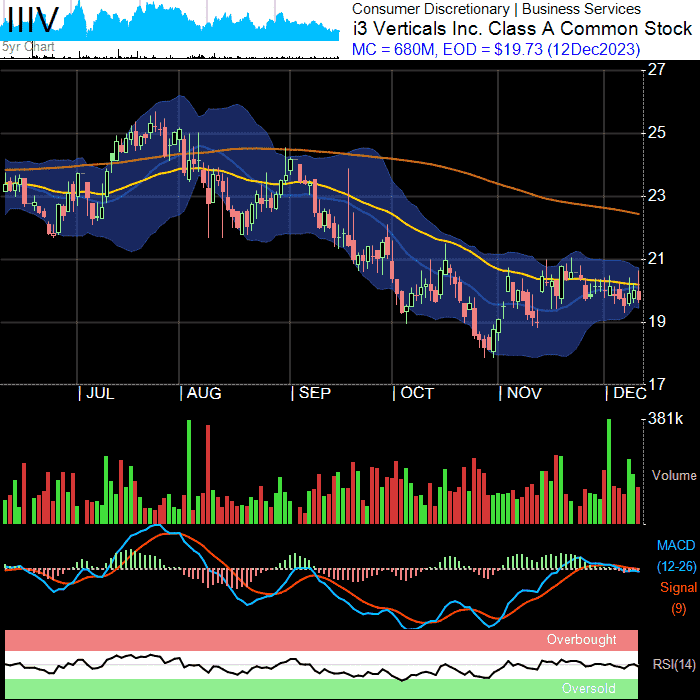 IIIV
5yr Chart
Consumer Discretionary | Business Services
i3 Verticals Inc. Class A Common Stock
MC = 680M, EOD = $19.73 (12Dec2023)
27
25
23
21
19
17
JUL AUG SEP OCT NOV DEC
381k
Volume
MACD
(12-26)
Signal
(9)
Overbought
RSI(14)
Oversold